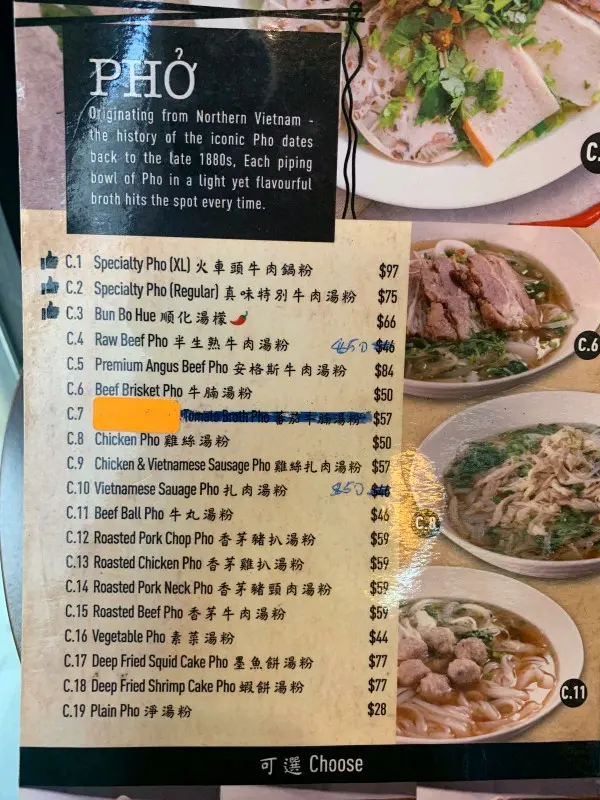 PHỞ
Originating from Northern Vietnam -
the history of the iconic Pho dates
back to the late 1880s, Each piping
bowl of Pho in a light yet flavourful
broth hits the spot every time.
C.1 Specialty Pho (XL) 火車頭牛肉鍋粉 $97
C.2 Specialty Pho (Regular) 真味特別牛肉湯粉 $75
C.3 Bun Bo Hue 順化湯檬 $66
C.4 Raw Beef Pho 半生熟牛肉湯粉 $50 $46
C.5 Premium Angus Beef Pho 安格斯牛肉湯粉 $84
C.6 Beef Brisket Pho 牛腩湯粉 $50
C.7 Tomato Broth Pho 蕃茄牛腩湯粉 $57
C.8 Chicken Pho 雞絲湯粉 $50
C.9 Chicken & Vietnamese Sausage Pho 雞絲扎肉湯粉 $57
C.10 Vietnamese Sauage Pho 扎肉湯粉 $50 $46
C.11 Beef Ball Pho 牛丸湯粉 $46
C.12 Roasted Pork Chop Pho 香茅豬扒湯粉 $59
C.13 Roasted Chicken Pho 香茅雞扒湯粉 $59
C.14 Roasted Pork Neck Pho 香茅豬頸肉湯粉 $59
C.15 Roasted Beef Pho 香茅牛肉湯粉 $59
C.16 Vegetable Pho 素菜湯粉 $44
C.17 Deep Fried Squid Cake Pho 墨魚餅湯粉 $77
C.18 Deep Fried Shrimp Cake Pho 蝦餅湯粉 $77
C.19 Plain Pho 淨湯粉 $28
C.6
C.11
可選 Choose